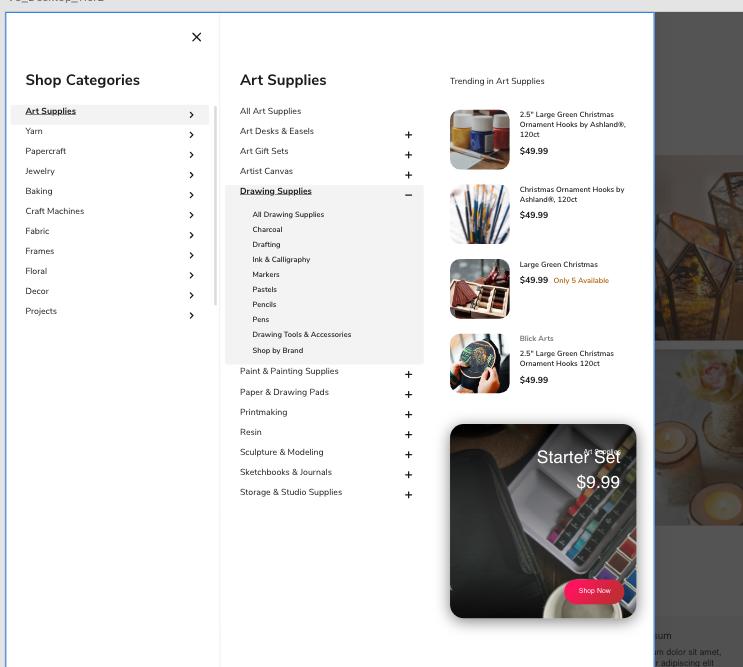 Shop Categories
Art Supplies
Yarn
Papercraft
Jewelry
Baking
Craft Machines
Fabric
Frames
Floral
Decor
Projects
Art Supplies
All Art Supplies
Art Desks & Easels
Art Gift Sets
Artist Canvas
Drawing Supplies
All Drawing Supplies
Charcoal
Drafting
Ink & Calligraphy
Markers
Pastels
Pencils
Pens
Drawing Tools & Accessories
Shop by Brand
Paint & Painting Supplies
Paper & Drawing Pads
Printmaking
Resin
Sculpture & Modeling
Sketchbooks & Journals
Storage & Studio Supplies
Trending in Art Supplies
2.5" Large Green Christmas
Ornament Hooks by Ashland®,
120ct
$49.99
Christmas Ornament Hooks by
Ashland®, 120ct
$49.99
Large Green Christmas
$49.99 Only 5 Available
Blick Arts
2.5" Large Green Christmas
Ornament Hooks 120ct
$49.99
Art Supplies
Starter Set
$9.99
Shop Now
dolor sit amet,
adipiscing elit